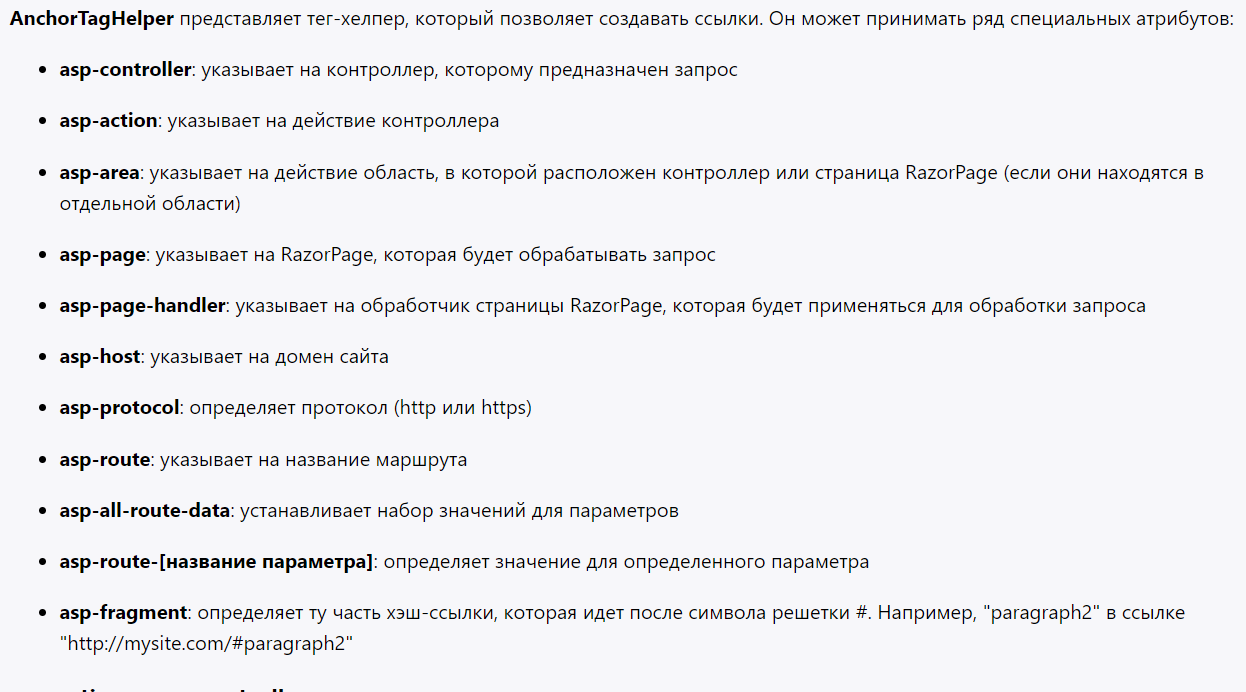 AnchorTagHelper представляет тег-хелпер, который позволяет создавать ссылки. Он может принимать ряд специальных атрибутов:
• asp-controller: указывает на контроллер, которому предназначен запрос
• asp-action: указывает на действие контроллера
• asp-area: указывает на действие область, в которой расположен контроллер или страница RazorPage (если они находятся в
отдельной области)
• asp-page: указывает на RazorPage, которая будет обрабатывать запрос
• asp-page-handler: указывает на обработчик страницы RazorPage, которая будет применяться для обработки запроса
• asp-host: указывает на домен сайта
• asp-protocol: определяет протокол (http или https)
• asp-route: указывает на название маршрута
• asp-all-route-data: устанавливает набор значений для параметров
• asp-route-[название параметра]: определяет значение для определенного параметра
• asp-fragment: определяет ту часть хэш-ссылки, которая идет после символа решетки #. Например, "paragraph2" в ссылке
"http://mysite.com/#paragraph2"